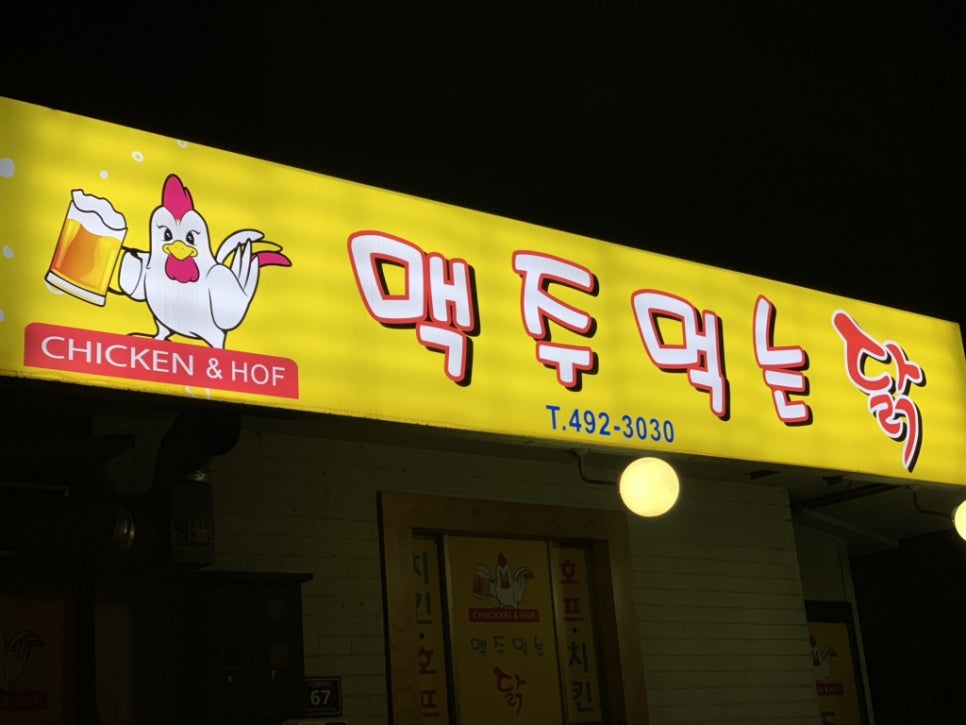 CHICKEN & HOF
맥주먹는 닭
T.492-3030
치킨·호프
CHICKEN & HOF
맥주먹는
닭
호프·치킨
67